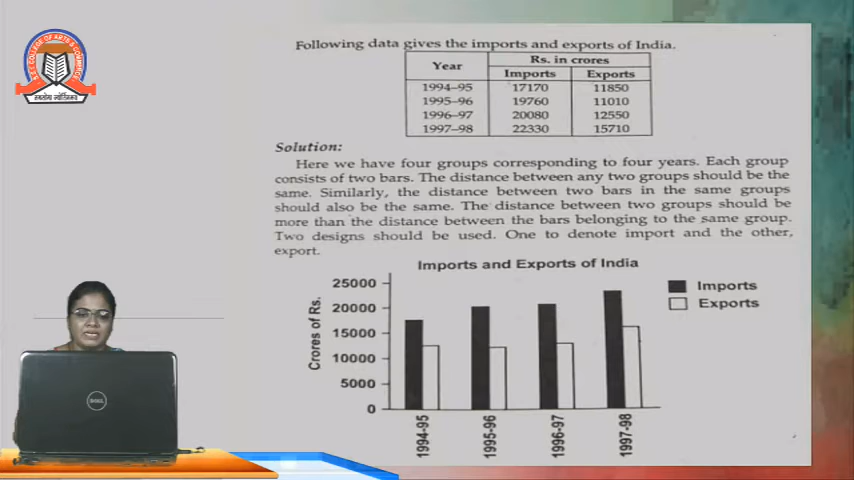 S.E.S. COLLEGE OF ARTS & COMMERCE
Following data gives the imports and exports of India.
Year
Rs. in crores
Imports Exports
1994–95 17170 11850
1995–96 19760 11010
1996–97 20080 12550
1997–98 22330 15710
Solution:
Here we have four groups corresponding to four years. Each group
consists of two bars. The distance between any two groups should be the
same. Similarly, the distance between two bars in the same groups
should also be the same. The distance between two groups should be
more than the distance between the bars belonging to the same group.
Two designs should be used. One to denote import and the other,
export.
Imports and Exports of India
Imports
Exports
Crores of Rs.
25000
20000
15000
10000
5000
0
1994-95
1995-96
1996-97
1997-98
DELL